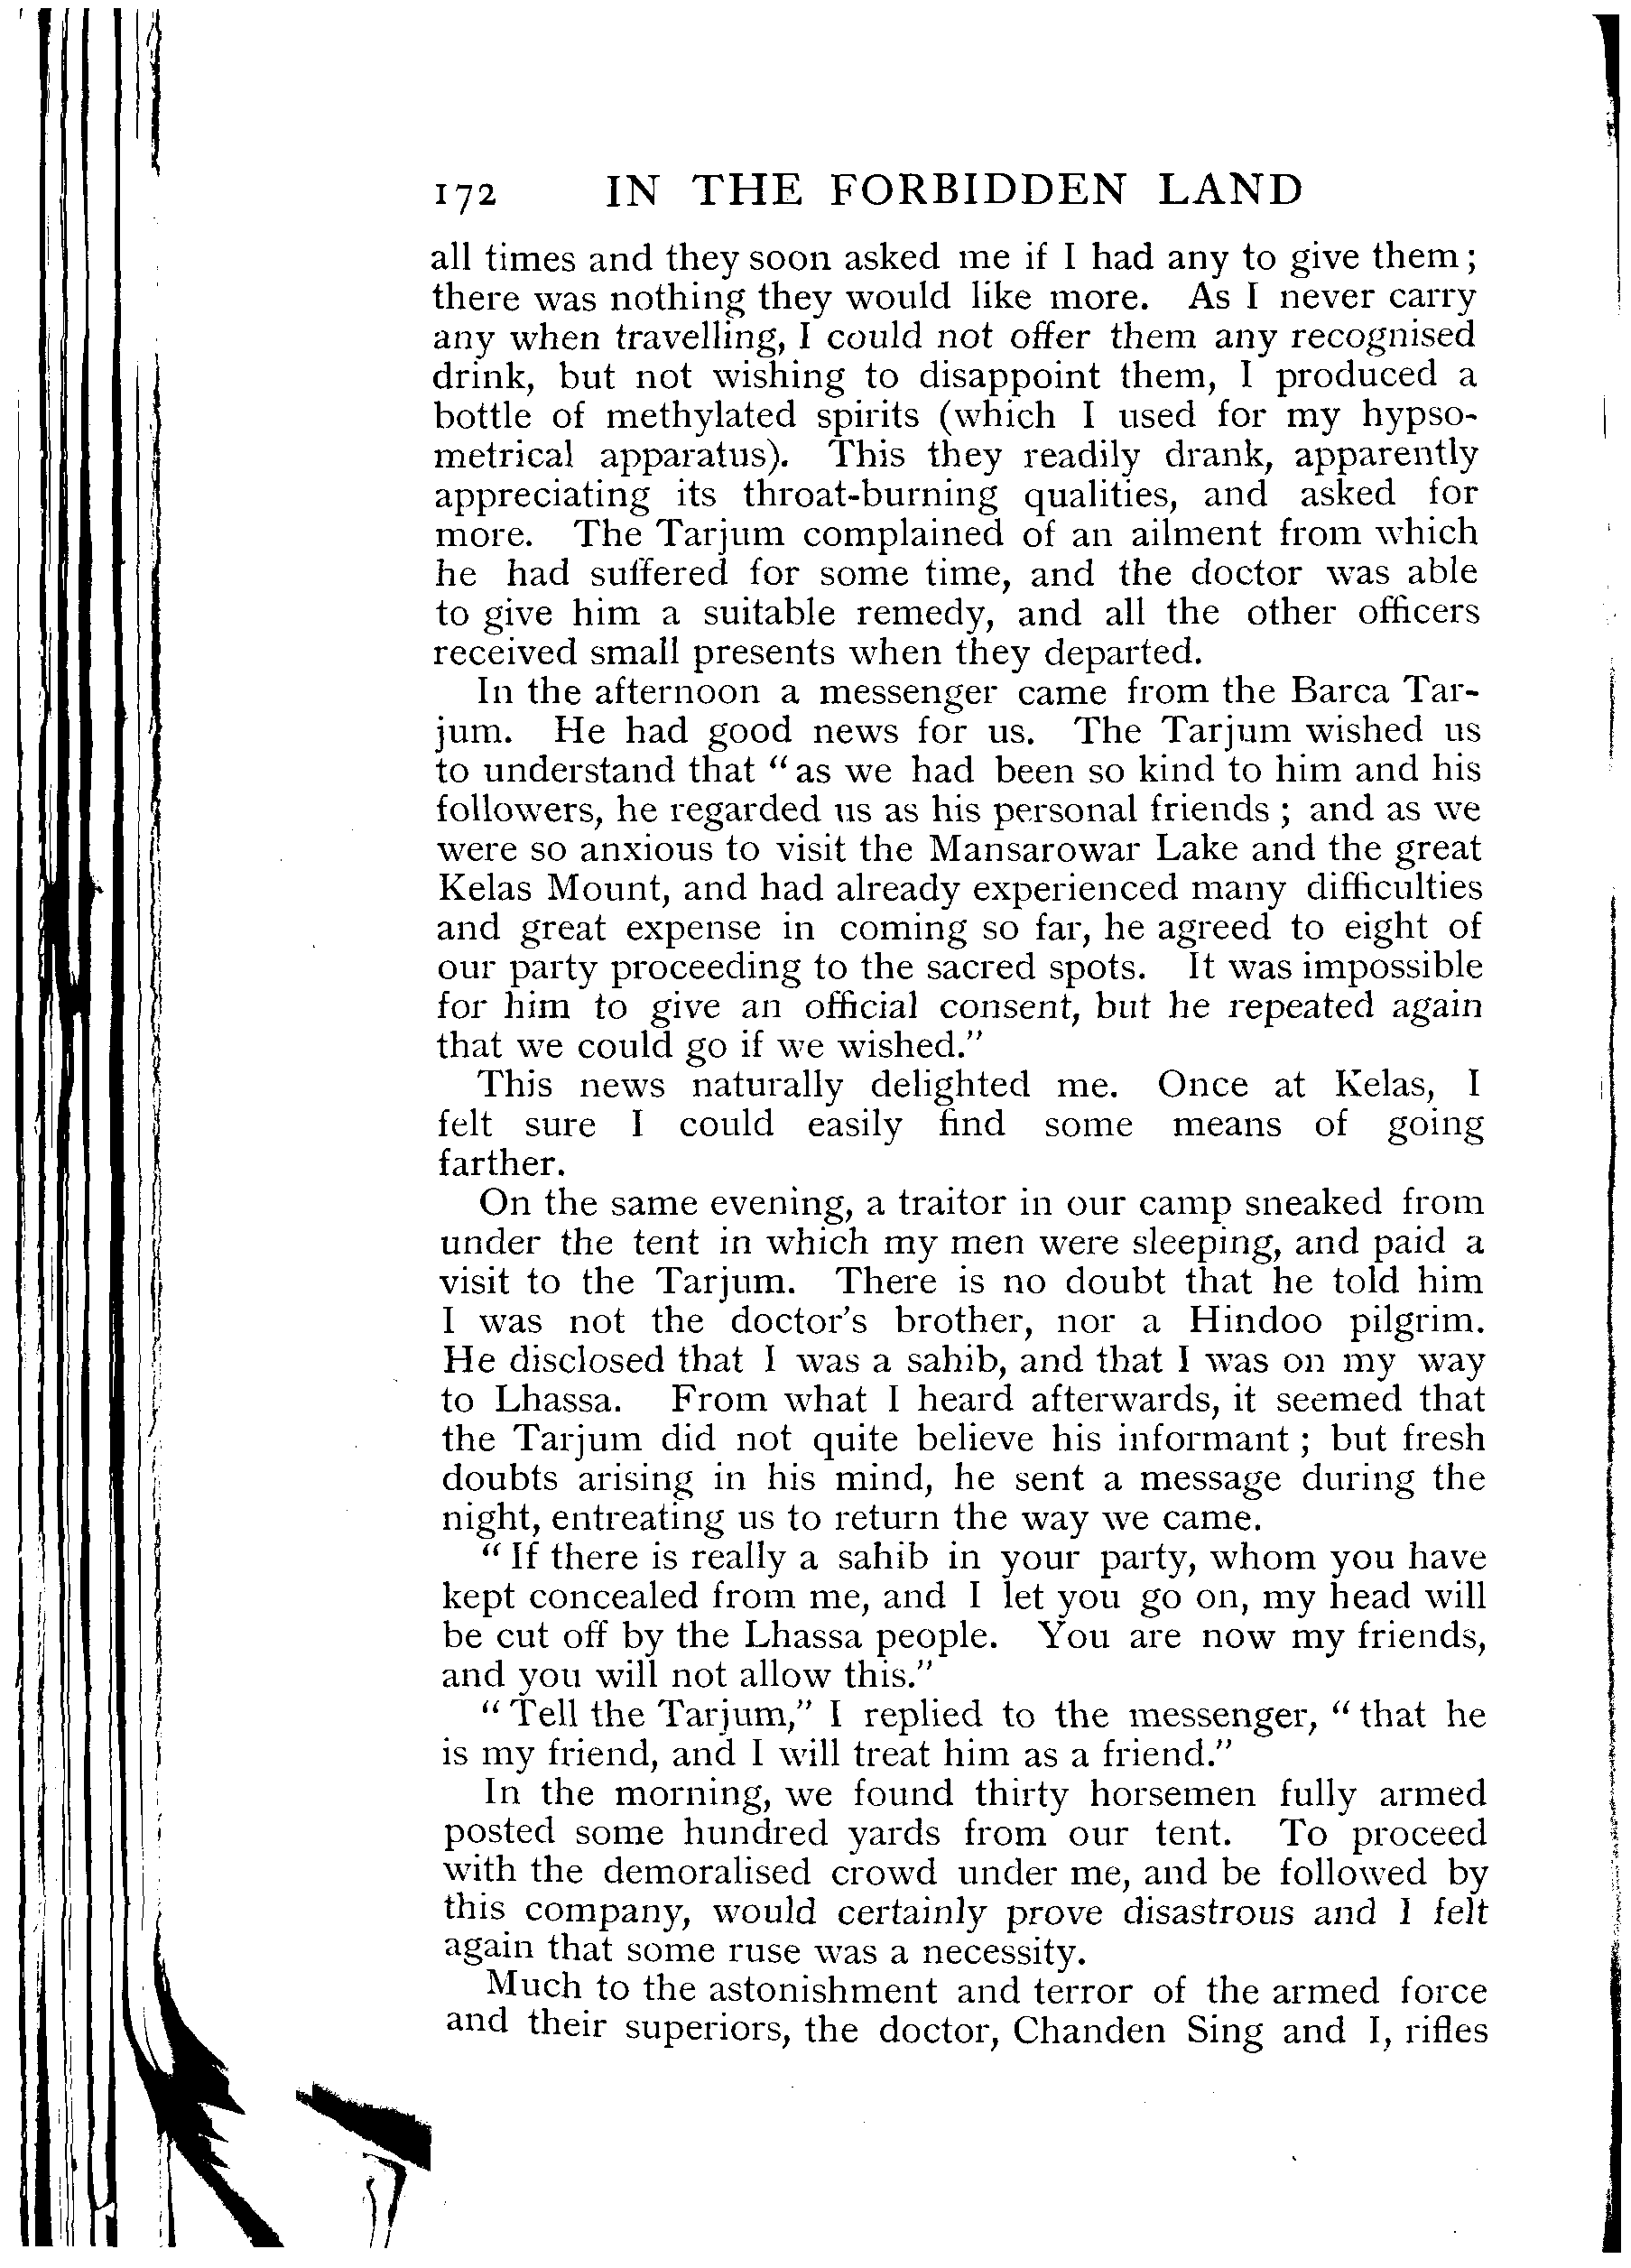 172 IN THE FORBIDDEN LAND
all times and they soon asked me if I had any to give them;
there was nothing they would like more. As I never carry
any when travelling, I could not offer them any recognised
drink, but not wishing to disappoint them, I produced a
bottle of methylated spirits (which I used for my hypso-
metrical apparatus). This they readily drank, apparently
appreciating its throat-burning qualities, and asked for
more. The Tarjum complained of an ailment from which
he had suffered for some time, and the doctor was able
to give him a suitable remedy, and all the other officers
received small presents when they departed.
In the afternoon a messenger came from the Barca Tar-
jum. He had good news for us. The Tarjum wished us
to understand that "as we had been so kind to him and his
followers, he regarded us as his personal friends; and as we
were so anxious to visit the Mansarowar Lake and the great
Kelas Mount, and had already experienced many difficulties
and great expense in coming so far, he agreed to eight of
our party proceeding to the sacred spots. It was impossible
for him to give an official consent, but he repeated again
that we could go if we wished."
This news naturally delighted me. Once at Kelas, I
felt sure I could easily find some means of going
farther.
On the same evening, a traitor in our camp sneaked from
under the tent in which my men were sleeping, and paid a
visit to the Tarjum. There is no doubt that he told him
I was not the doctor's brother, nor a Hindoo pilgrim.
He disclosed that I was a sahib, and that I was on my way
to Lhassa. From what I heard afterwards, it seemed that
the Tarjum did not quite believe his informant; but fresh
doubts arising in his mind, he sent a message during the
night, entreating us to return the way we came.
"If there is really a sahib in your party, whom you have
kept concealed from me, and I let you go on, my head will
be cut off by the Lhassa people. You are now my friends,
and you will not allow this."
"Tell the Tarjum," I replied to the messenger, "that he
is my friend, and I will treat him as a friend."
In the morning, we found thirty horsemen fully armed
posted some hundred yards from our tent. To proceed
with the demoralised crowd under me, and be followed by
this company, would certainly prove disastrous and I felt
again that some ruse was a necessity.
Much to the astonishment and terror of the armed force
and their superiors, the doctor, Chanden Sing and I, rifles